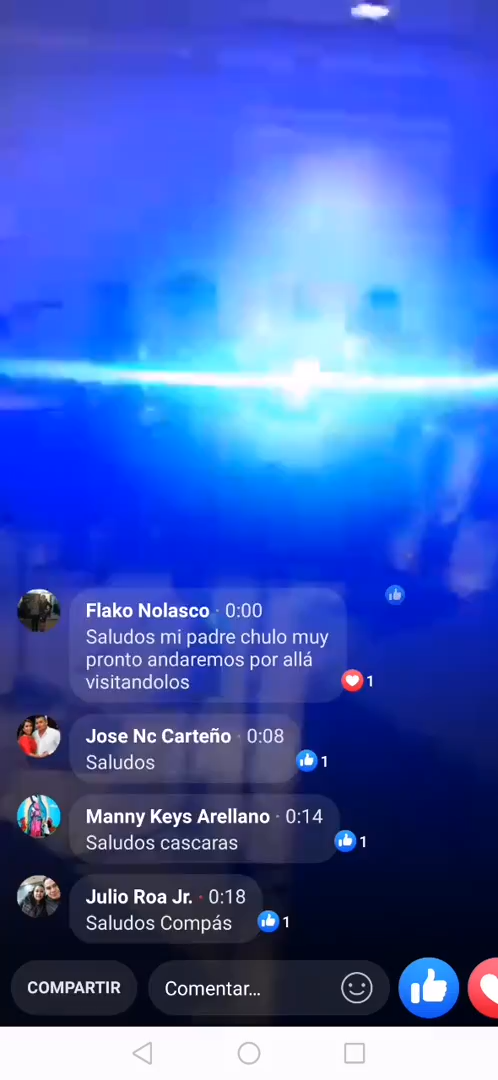 Flako Nolasco · 0:00
Saludos mi padre chulo muy
pronto andaremos por allá
visitandolos
1
Jose Nc Carteño · 0:08
Saludos
1
Manny Keys Arellano · 0:14
Saludos cascaras
1
Julio Roa Jr. · 0:18
Saludos Compás
1
COMPARTIR
Comentar...